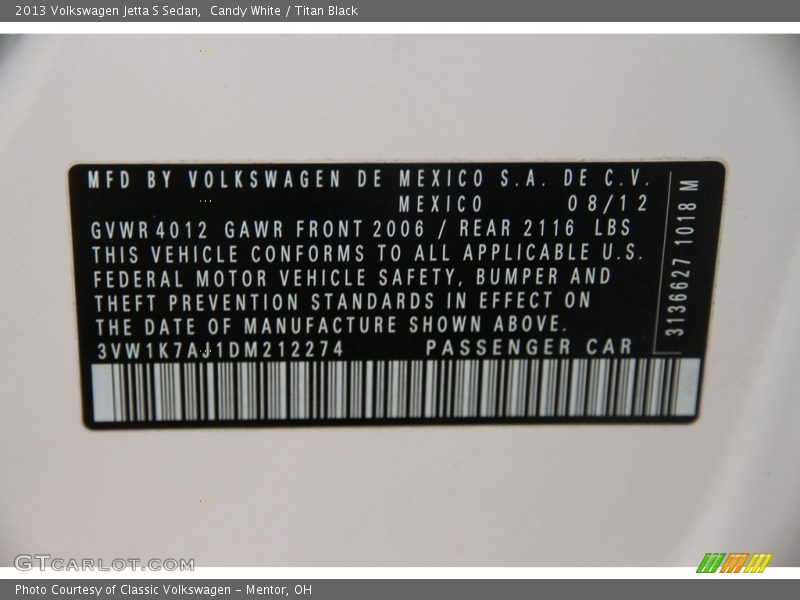 2013 Volkswagen Jetta S Sedan,  Candy White / Titan Black
MFD BY VOLKSWAGEN DE MEXICO S.A. DE C.V.
MEXICO 08/12
GVWR 4012 GAWR FRONT 2006 / REAR 2116 LBS
THIS VEHICLE CONFORMS TO ALL APPLICABLE U.S.
FEDERAL MOTOR VEHICLE SAFETY, BUMPER AND
THEFT PREVENTION STANDARDS IN EFFECT ON
THE DATE OF MANUFACTURE SHOWN ABOVE.
3VW1K7AJ1DM212274 PASSENGER CAR
3136627 1018 M
GTCARLOT.COM
Photo Courtesy of Classic Volkswagen - Mentor, OH